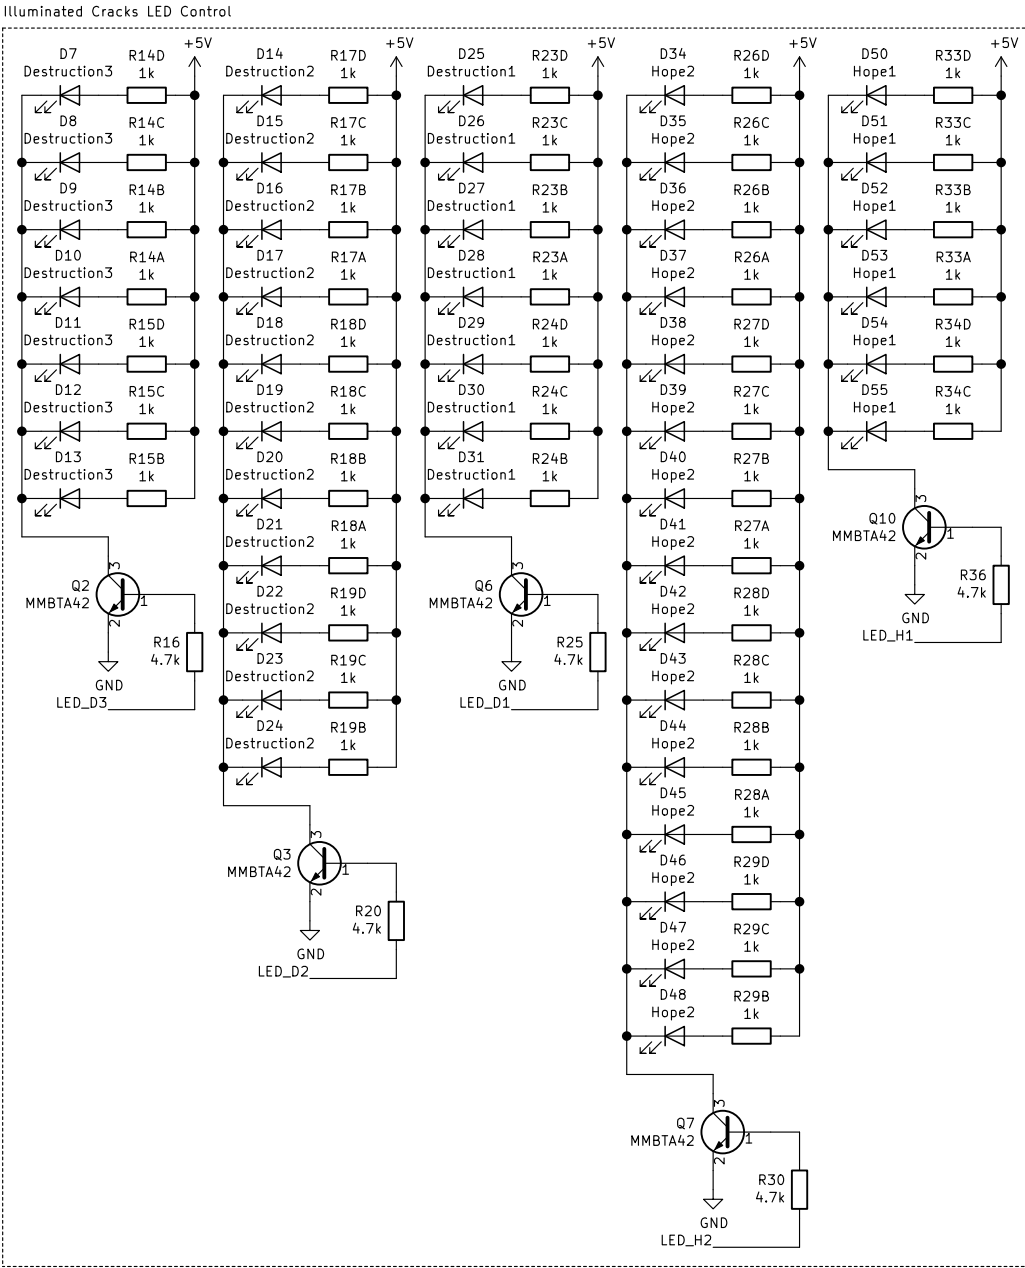 Illuminated Cracks LED Control
+5V
D7
Destruction3
R14D
1k
D8
Destruction3
R14C
1k
D9
Destruction3
R14B
1k
D10
Destruction3
R14A
1k
D11
Destruction3
R15D
1k
D12
Destruction3
R15C
1k
D13
Destruction3
R15B
1k
Q2
MMBTA42
3
1
2
R16
4.7k
GND
LED_D3
+5V
D14
Destruction2
R17D
1k
D15
Destruction2
R17C
1k
D16
Destruction2
R17B
1k
D17
Destruction2
R17A
1k
D18
Destruction2
R18D
1k
D19
Destruction2
R18C
1k
D20
Destruction2
R18B
1k
D21
Destruction2
R18A
1k
D22
Destruction2
R19D
1k
D23
Destruction2
R19C
1k
D24
Destruction2
R19B
1k
Q3
MMBTA42
3
1
2
R20
4.7k
GND
LED_D2
+5V
D25
Destruction1
R23D
1k
D26
Destruction1
R23C
1k
D27
Destruction1
R23B
1k
D28
Destruction1
R23A
1k
D29
Destruction1
R24D
1k
D30
Destruction1
R24C
1k
D31
Destruction1
R24B
1k
Q6
MMBTA42
3
1
2
R25
4.7k
GND
LED_D1
+5V
D34
Hope2
R26D
1k
D35
Hope2
R26C
1k
D36
Hope2
R26B
1k
D37
Hope2
R26A
1k
D38
Hope2
R27D
1k
D39
Hope2
R27C
1k
D40
Hope2
R27B
1k
D41
Hope2
R27A
1k
D42
Hope2
R28D
1k
D43
Hope2
R28C
1k
D44
Hope2
R28B
1k
D45
Hope2
R28A
1k
D46
Hope2
R29D
1k
D47
Hope2
R29C
1k
D48
Hope2
R29B
1k
Q7
MMBTA42
3
1
2
R30
4.7k
GND
LED_H2
+5V
D50
Hope1
R33D
1k
D51
Hope1
R33C
1k
D52
Hope1
R33B
1k
D53
Hope1
R33A
1k
D54
Hope1
R34D
1k
D55
Hope1
R34C
1k
Q10
MMBTA42
3
1
2
R36
4.7k
GND
LED_H1